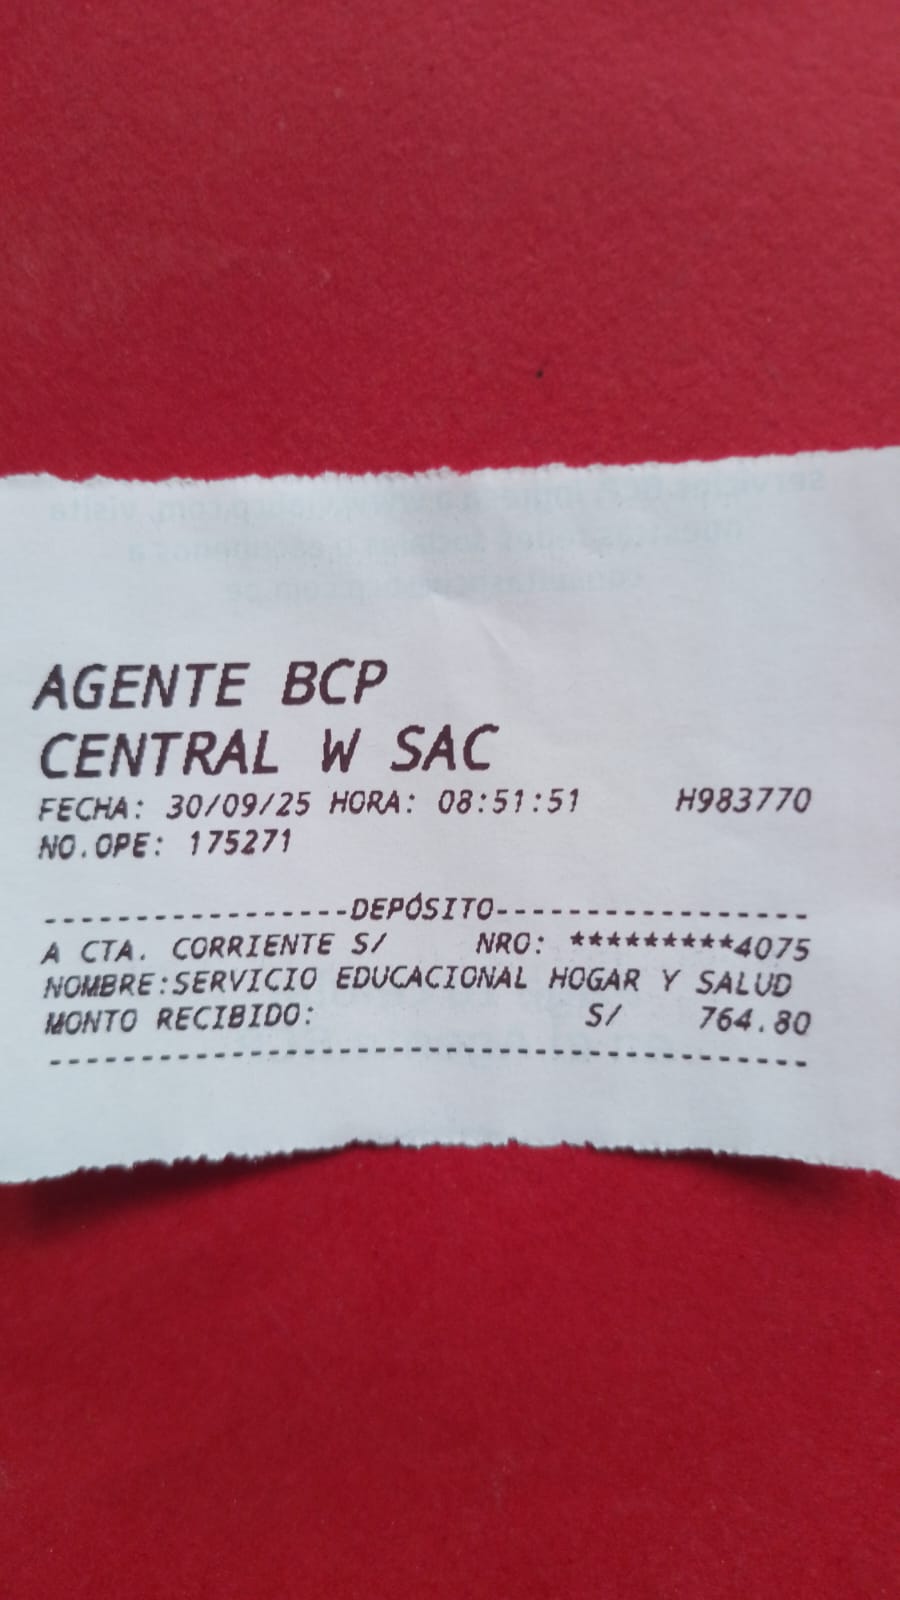 AGENTE BCP
CENTRAL W SAC
FECHA: 30/09/25 HORA: 08:51:51 H983770
NO.OPE: 175271
-----------------DEPÓSITO-----------------
A CTA. CORRIENTE S/ NRO: *********4075
NOMBRE:SERVICIO EDUCACIONAL HOGAR Y SALUD
MONTO RECIBIDO: S/ 764.80
------------------------------------------